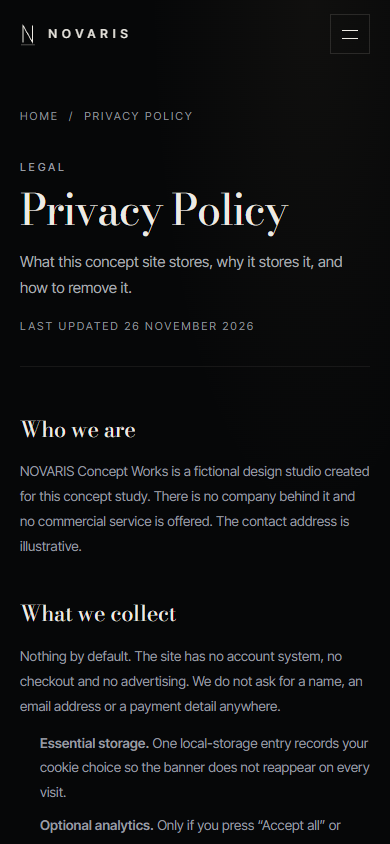 N NOVARIS
HOME / PRIVACY POLICY
LEGAL
Privacy Policy
What this concept site stores, why it stores it, and
how to remove it.
LAST UPDATED 26 NOVEMBER 2026
Who we are
NOVARIS Concept Works is a fictional design studio created
for this concept study. There is no company behind it and
no commercial service is offered. The contact address is
illustrative.
What we collect
Nothing by default. The site has no account system, no
checkout and no advertising. We do not ask for a name, an
email address or a payment detail anywhere.
Essential storage. One local-storage entry records your
cookie choice so the banner does not reappear on every
visit.
Optional analytics. Only if you press “Accept all” or